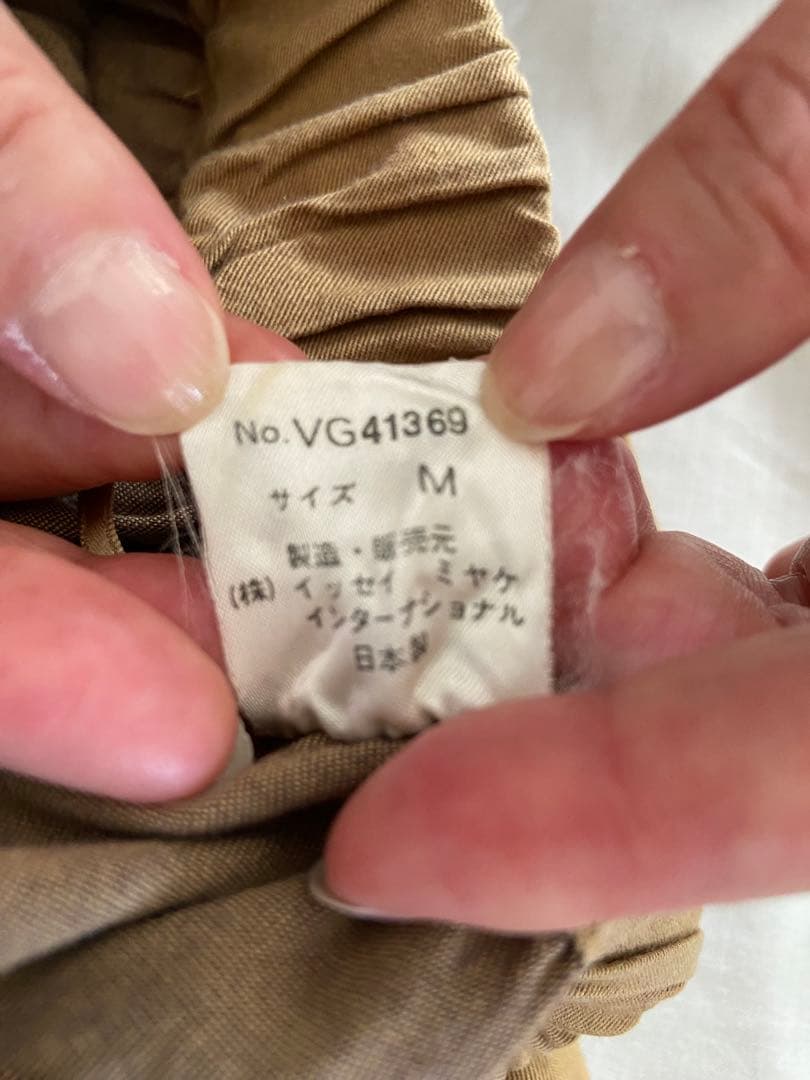 No.VG41369
サイズ M
製造・販売元
(株) イッセイ ミヤケ
インターナショナル
日本製